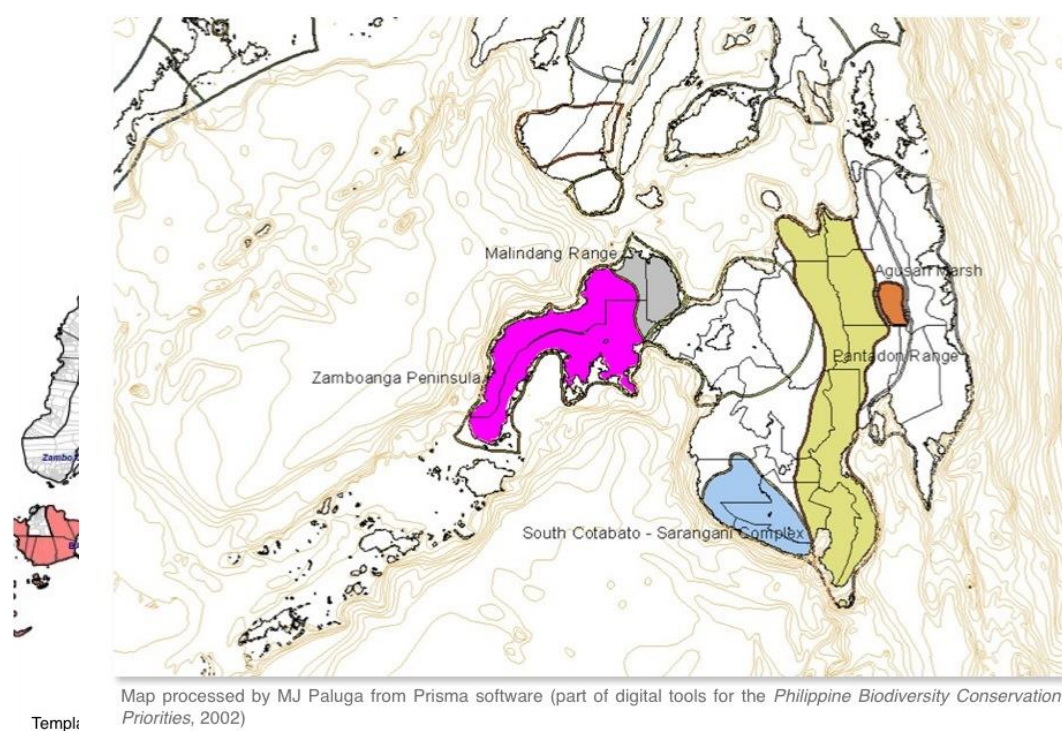 Malindang Range
Agusan Marsh
Pantadon Range
Zamboanga Peninsula
South Cotabato - Sarangani Complex
Zambo
Map processed by MJ Paluga from Prisma software (part of digital tools for the Philippine Biodiversity Conservation
Priorities, 2002)
Templa